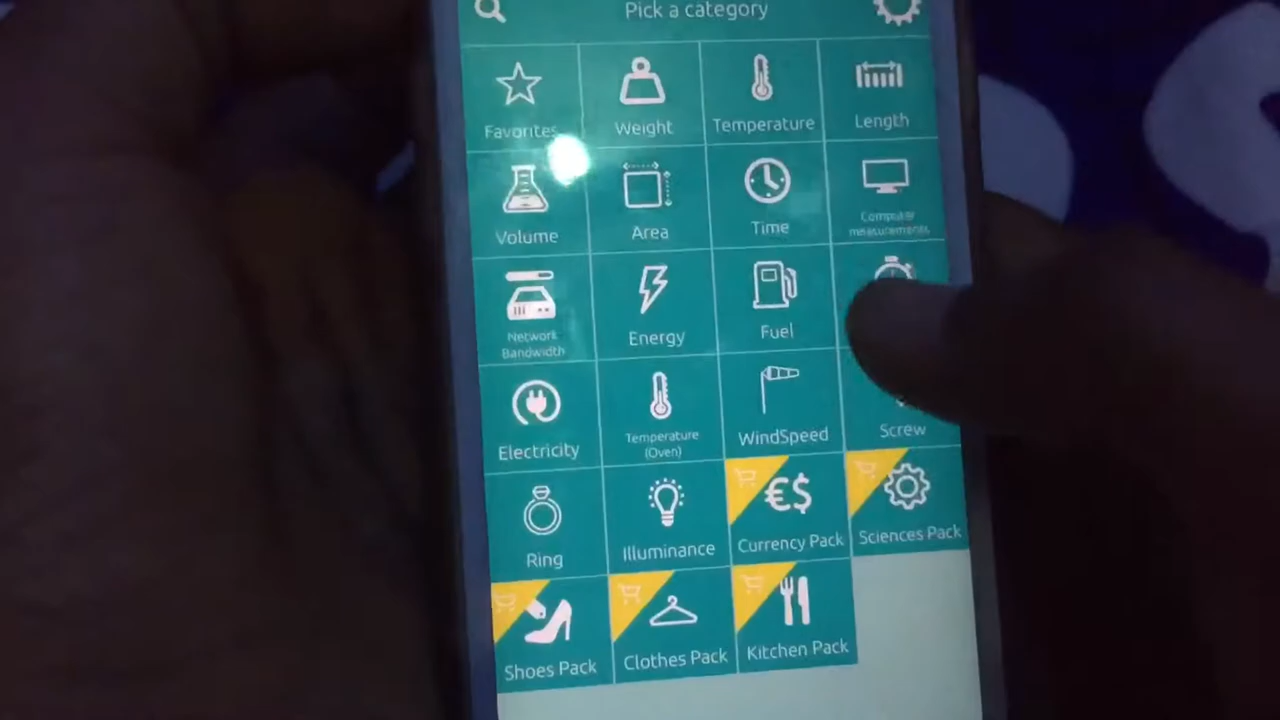 Pick a category
Favorites
Weight
Temperature
Length
Volume
Area
Time
Computer
measurements
Network
Bandwidth
Energy
Fuel
Electricity
Temperature
(Oven)
WindSpeed
Screw
Ring
Illuminance
€$
Currency Pack
Sciences Pack
Shoes Pack
Clothes Pack
Kitchen Pack